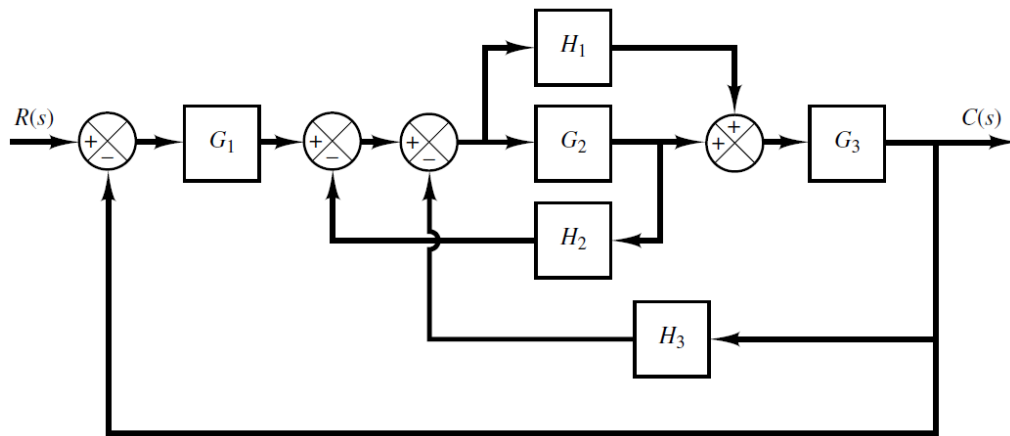 H₁
R(s)
C(s)
+
−
G₁
+
−
+
−
G₂
+
+
G₃
H₂
H₃